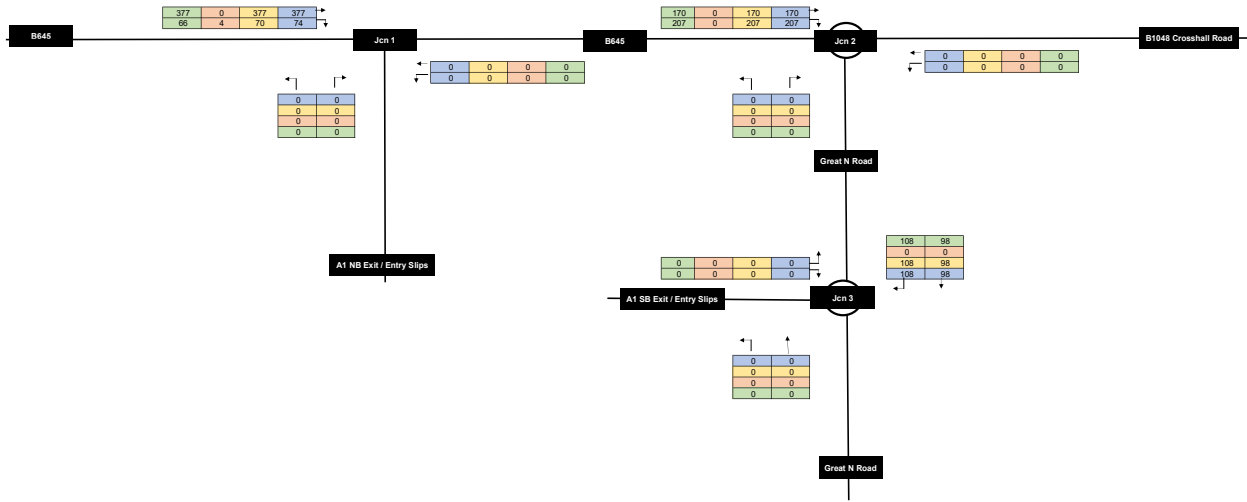 377 0 377 377
66 4 70 74
170 0 170 170
207 0 207 207
B645
Jcn 1
B645
Jcn 2
B1048 Crosshall Road
0 0 0 0
0 0 0 0
0 0 0 0
0 0 0 0
0 0
0 0
0 0
0 0
0 0
0 0
0 0
0 0
Great N Road
108 98
0 0
108 98
108 98
A1 NB Exit / Entry Slips
0 0 0 0
0 0 0 0
A1 SB Exit / Entry Slips
Jcn 3
0 0
0 0
0 0
0 0
Great N Road